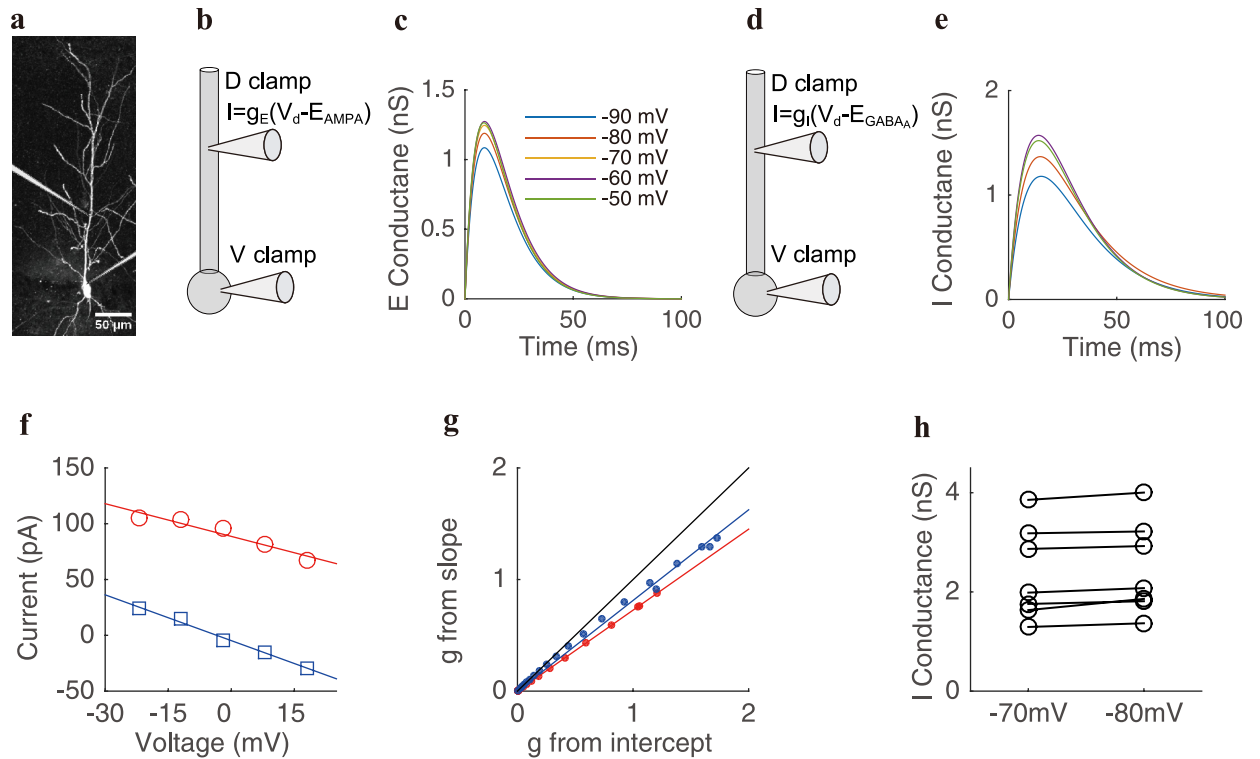 a
50 µm
b
D clamp
I=gE(Vd-EAMPA)
V clamp
c
E Conductane (nS)
1.5
1
0.5
0
-90 mV
-80 mV
-70 mV
-60 mV
-50 mV
0
50
100
Time (ms)
d
D clamp
I=gI(Vd-EGABAA)
V clamp
e
I Conductance (nS)
2
1
0
0
50
100
Time (ms)
f
Current (pA)
150
100
50
0
-50
-30
-15
0
15
Voltage (mV)
g
g from slope
2
1
0
0
1
2
g from intercept
h
I Conductance (nS)
4
2
0
-70mV
-80mV